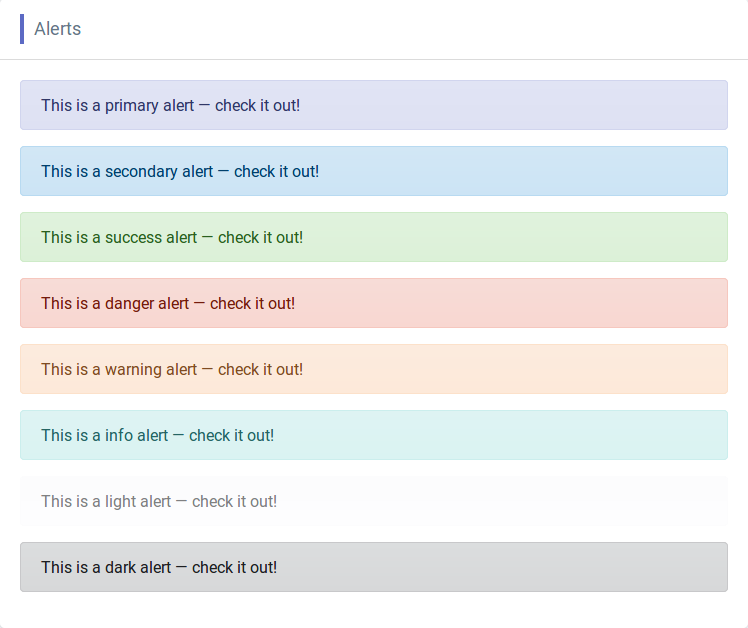 Alerts
This is a primary alert — check it out!
This is a secondary alert — check it out!
This is a success alert — check it out!
This is a danger alert — check it out!
This is a warning alert — check it out!
This is a info alert — check it out!
This is a light alert — check it out!
This is a dark alert — check it out!